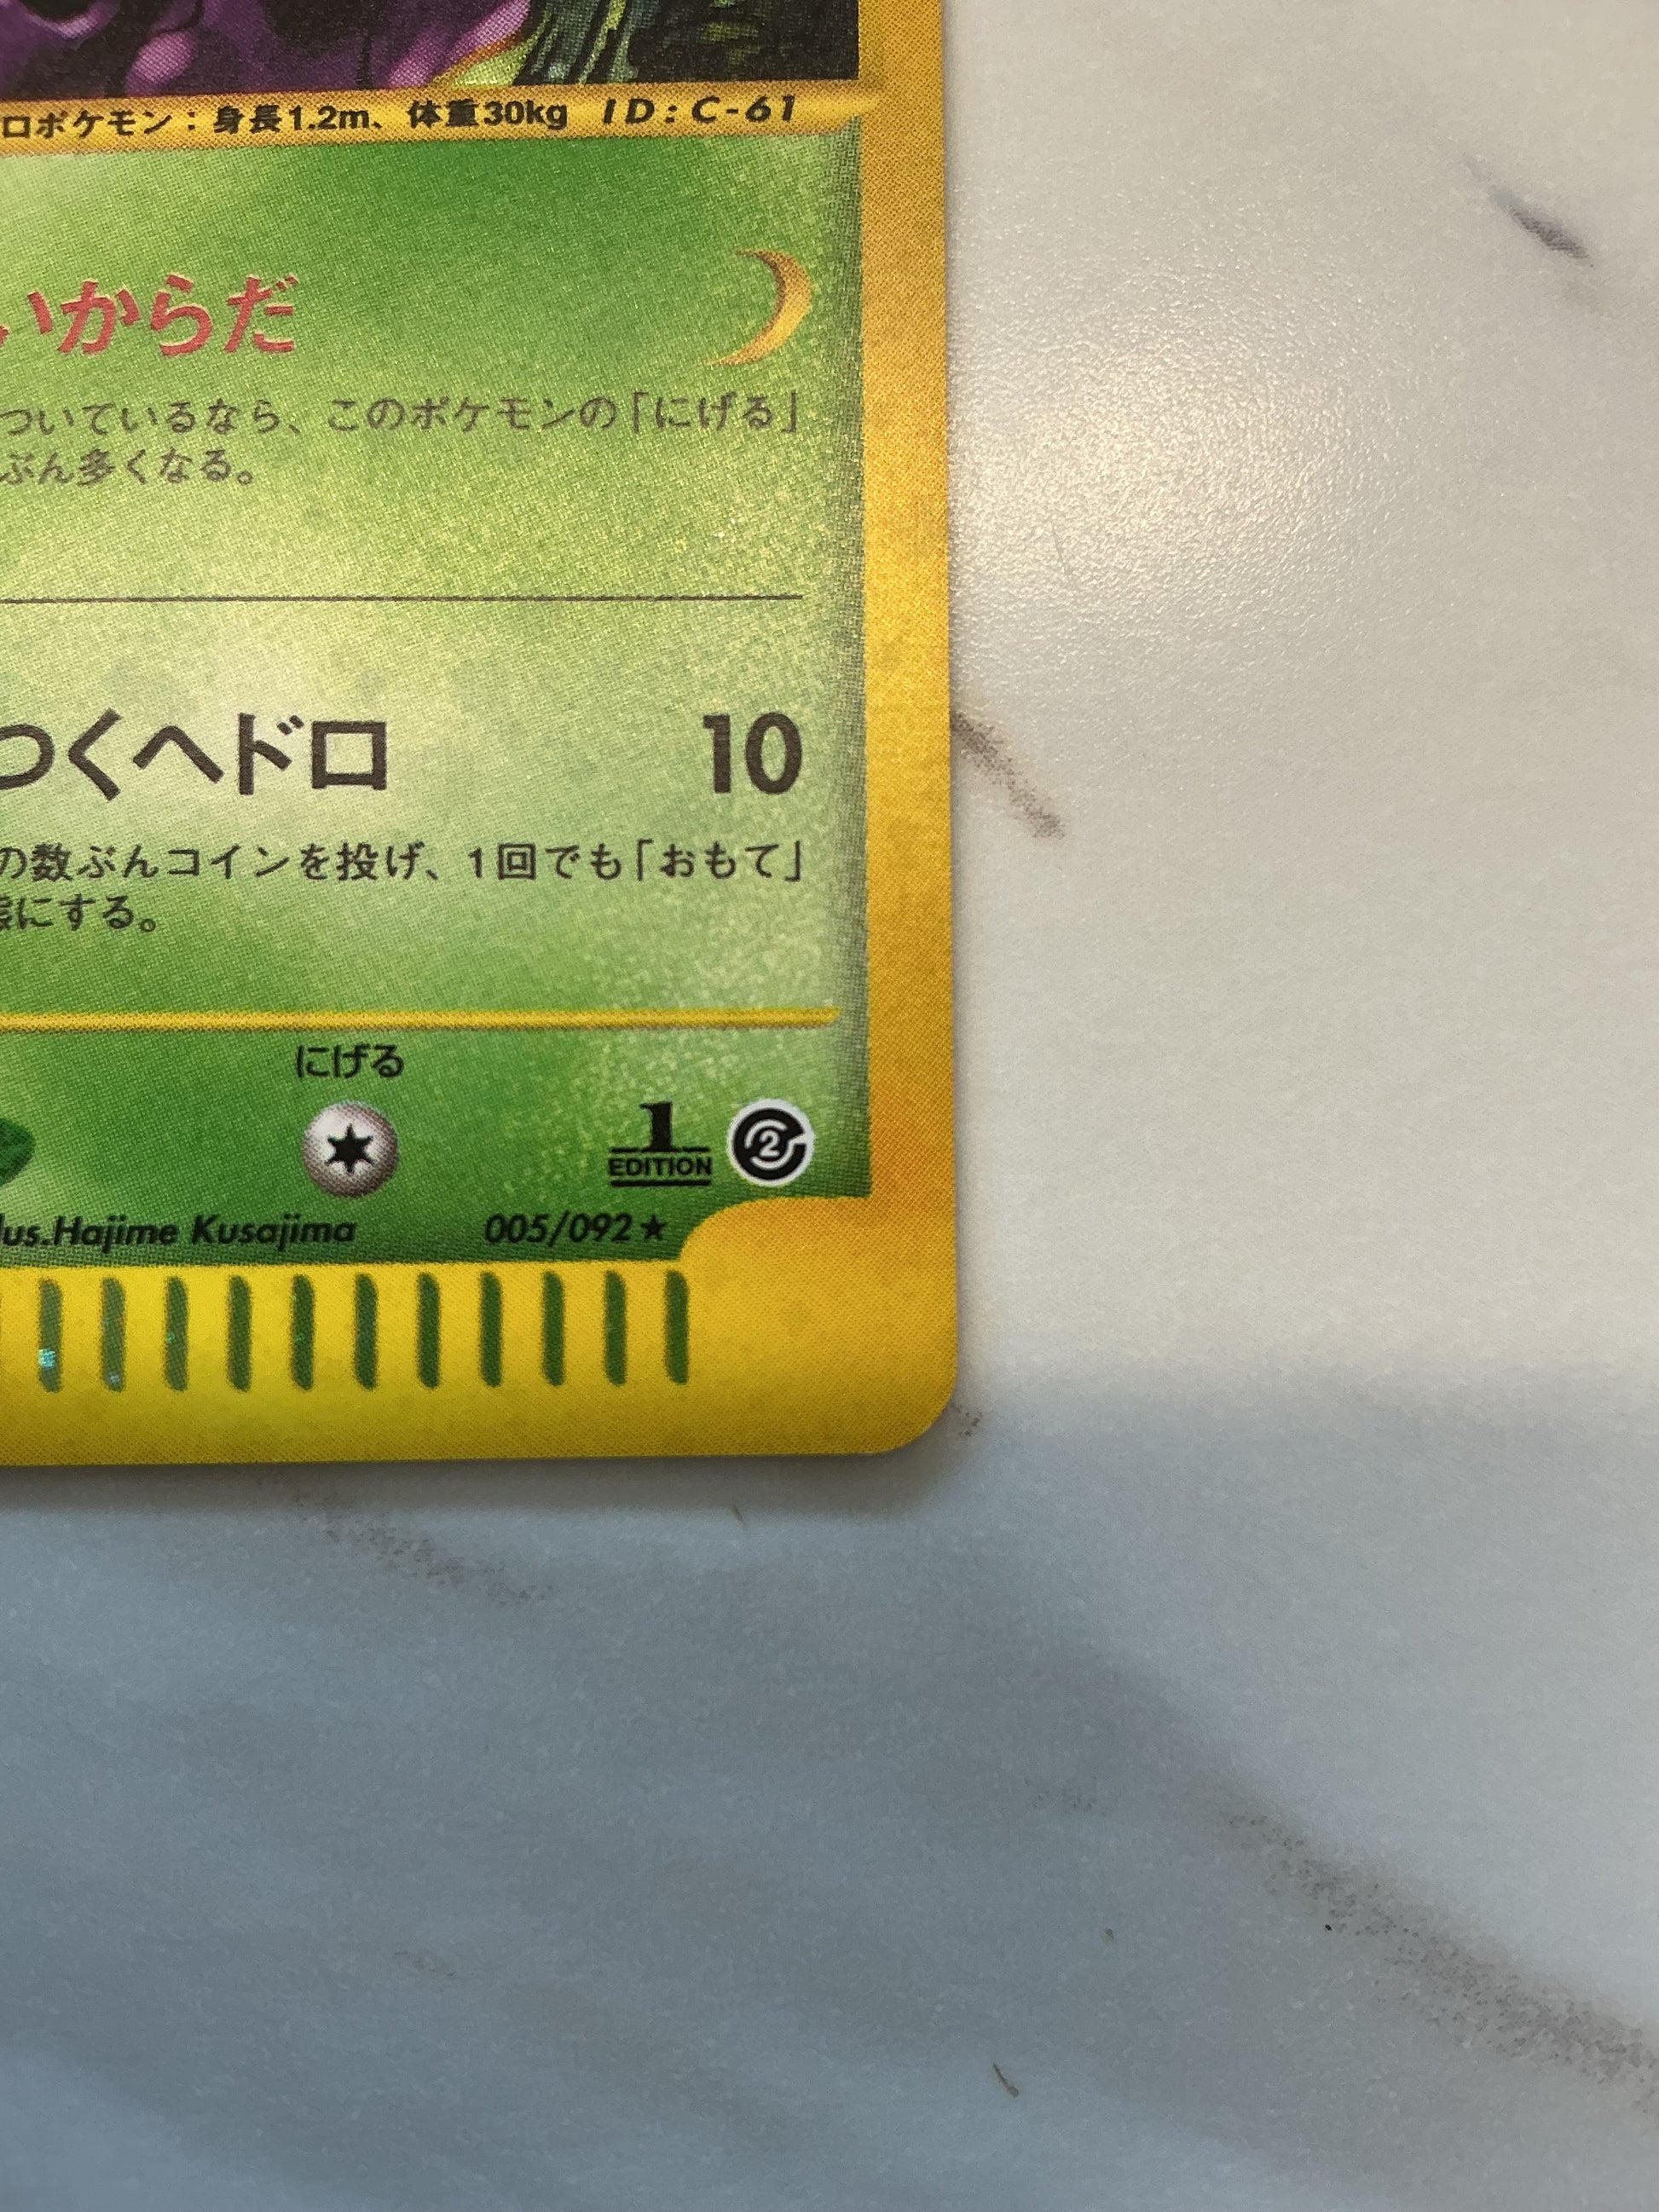 ロポケモン：身長1.2m、体重30kg ID:C-61
いからだ
ついているなら、このポケモンの「にげる」
ぶん多くなる。
つくヘドロ 10
の数ぶんコインを投げ、1回でも「おもて」
態にする。
にげる
1
EDITION
2
lus.Hajime Kusajima 005/092★